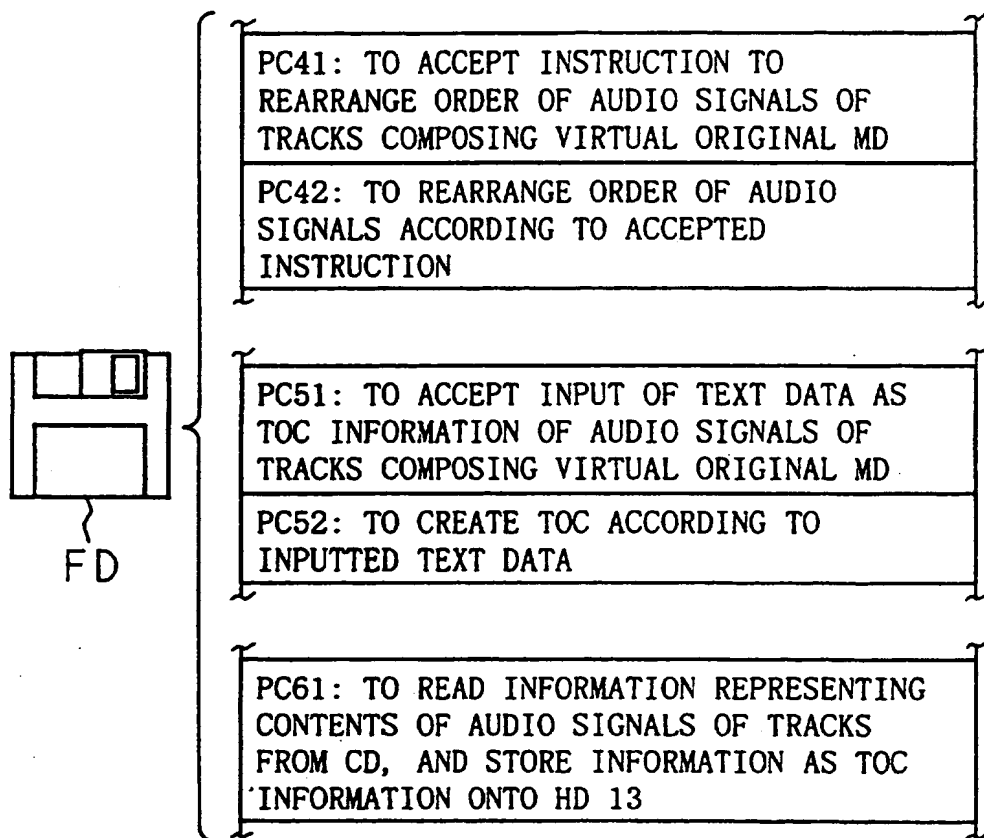 PC41: TO ACCEPT INSTRUCTION TO
REARRANGE ORDER OF AUDIO SIGNALS OF
TRACKS COMPOSING VIRTUAL ORIGINAL MD
PC42: TO REARRANGE ORDER OF AUDIO
SIGNALS ACCORDING TO ACCEPTED
INSTRUCTION
PC51: TO ACCEPT INPUT OF TEXT DATA AS
TOC INFORMATION OF AUDIO SIGNALS OF
TRACKS COMPOSING VIRTUAL ORIGINAL MD
PC52: TO CREATE TOC ACCORDING TO
INPUTTED TEXT DATA
FD
PC61: TO READ INFORMATION REPRESENTING
CONTENTS OF AUDIO SIGNALS OF TRACKS
FROM CD, AND STORE INFORMATION AS TOC
INFORMATION ONTO HD 13